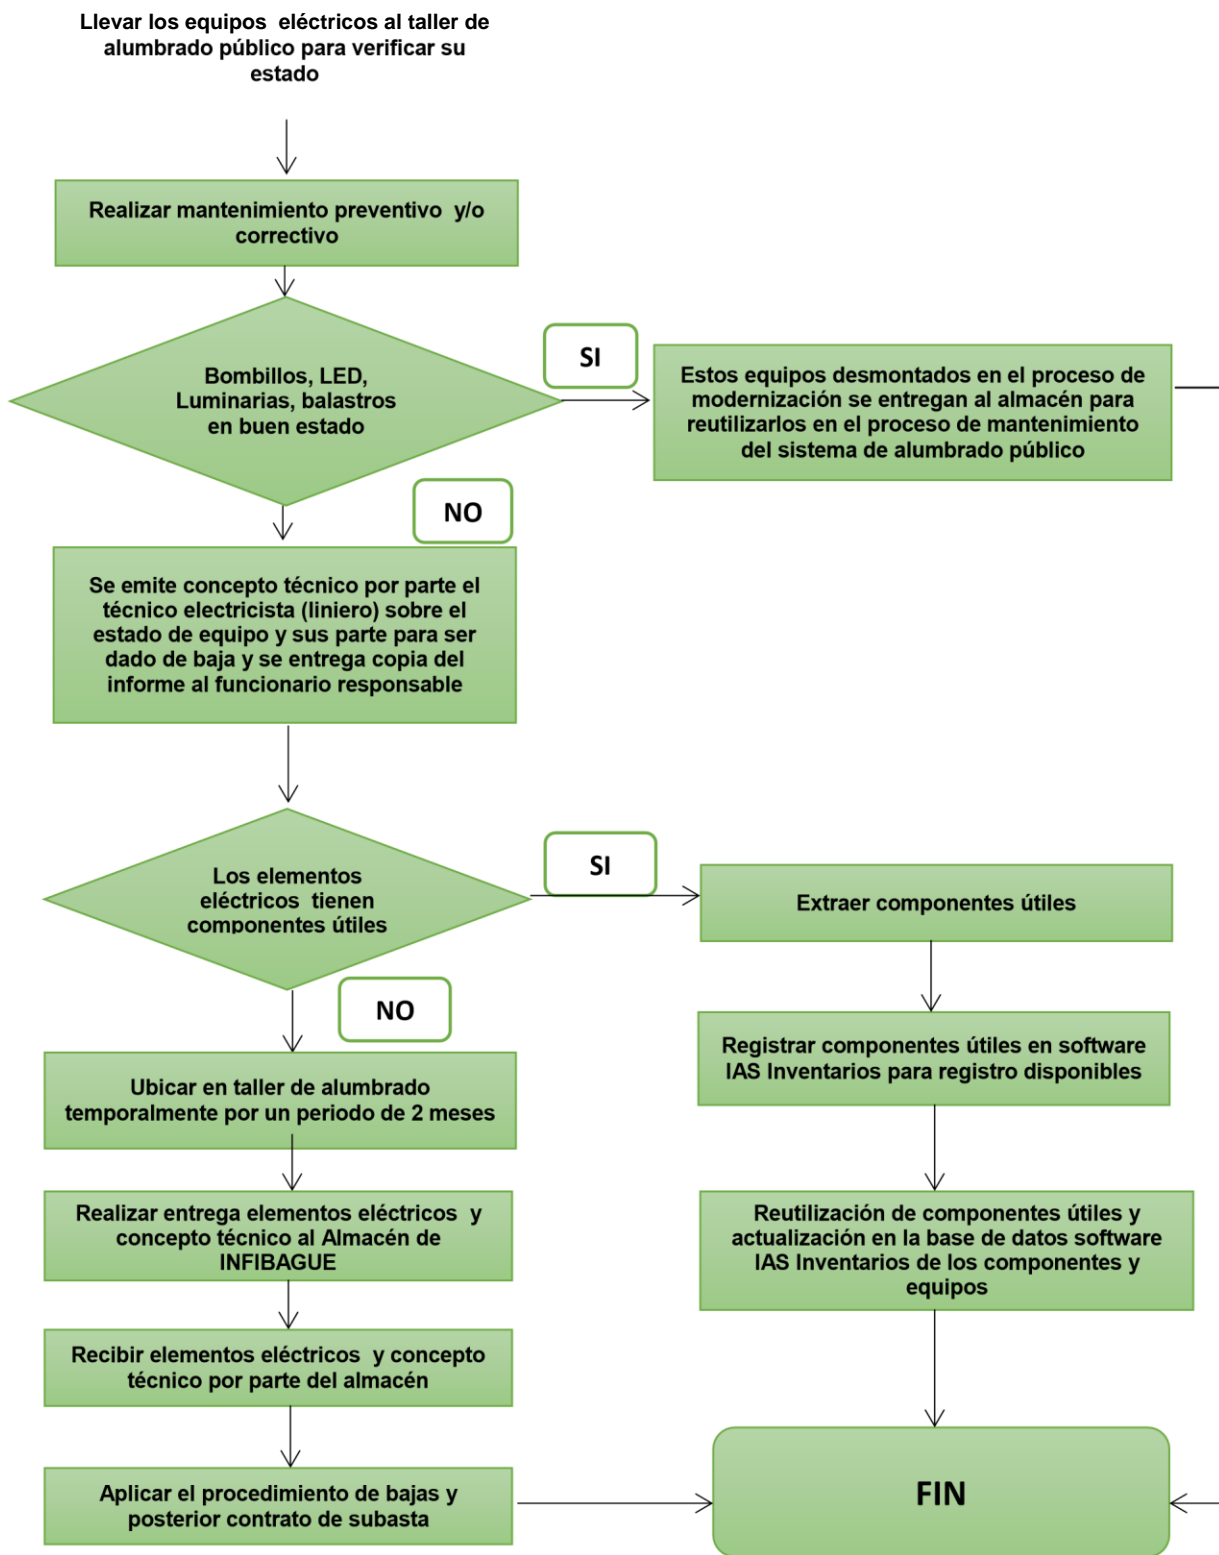 Llevar los equipos eléctricos al taller de
alumbrado público para verificar su
estado
Realizar mantenimiento preventivo y/o
correctivo
Bombillos, LED,
Luminarias, balastros
en buen estado
SI
Estos equipos desmontados en el proceso de
modernización se entregan al almacén para
reutilizarlos en el proceso de mantenimiento
del sistema de alumbrado público
NO
Se emite concepto técnico por parte el
técnico electricista (liniero) sobre el
estado de equipo y sus parte para ser
dado de baja y se entrega copia del
informe al funcionario responsable
Los elementos
eléctricos tienen
componentes útiles
SI
Extraer componentes útiles
NO
Registrar componentes útiles en software
IAS Inventarios para registro disponibles
Ubicar en taller de alumbrado
temporalmente por un periodo de 2 meses
Realizar entrega elementos eléctricos y
concepto técnico al Almacén de
INFIBAGUE
Reutilización de componentes útiles y
actualización en la base de datos software
IAS Inventarios de los componentes y
equipos
Recibir elementos eléctricos y concepto
técnico por parte del almacén
Aplicar el procedimiento de bajas y
posterior contrato de subasta
FIN